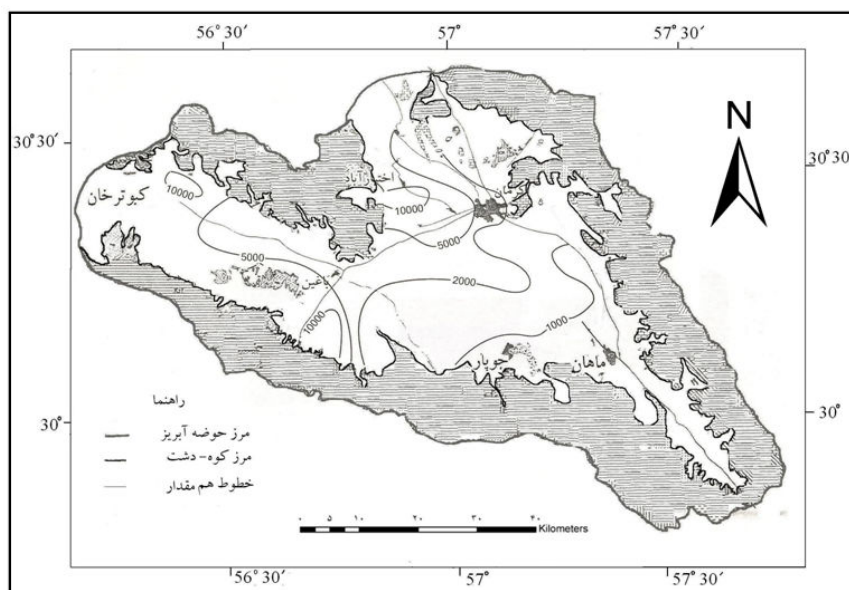 56° 30′
57°
57° 30′
30° 30′
30° 30′
N
کبوترخان
10000
اختیارآباد
10000
کرمان
5000
5000
باغین
2000
10000
1000
جوپار
ماهان
30°
30°
راهنما
مرز حوضه آبریز
مرز کوه - دشت
خطوط هم مقدار
۰ ۵ ۱۰ ۲۰ ۳۰ ۴۰
Kilometers
56° 30′
57°
57° 30′